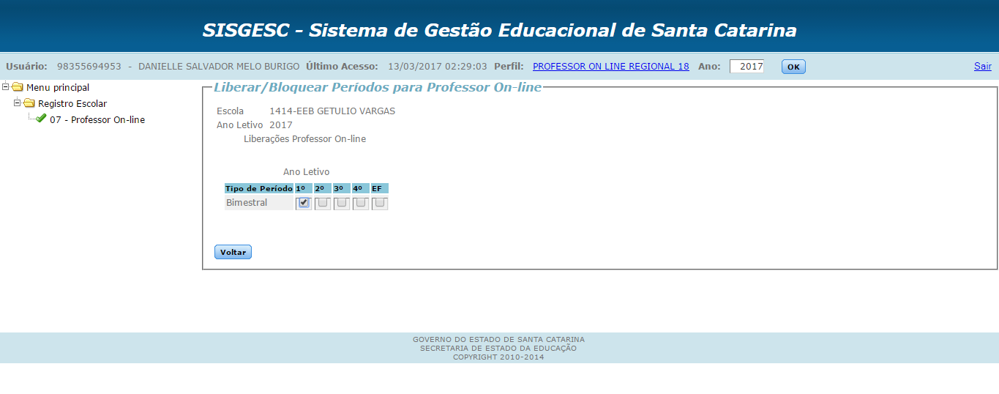 SISGESC - Sistema de Gestão Educacional de Santa Catarina
Usuário: 98355694953 - DANIELLE SALVADOR MELO BURIGO Último Acesso: 13/03/2017 02:29:03 Perfil: PROFESSOR ON LINE REGIONAL 18 Ano: 2017 OK Sair
Menu principal
Registro Escolar
07 - Professor On-line
Liberar/Bloquear Períodos para Professor On-line
Escola 1414-EEB GETULIO VARGAS
Ano Letivo 2017
Liberações Professor On-line
Ano Letivo
Tipo de Período 1º 2º 3º 4º EF
Bimestral
Voltar
GOVERNO DO ESTADO DE SANTA CATARINA
SECRETARIA DE ESTADO DA EDUCAÇÃO
COPYRIGHT 2010-2014